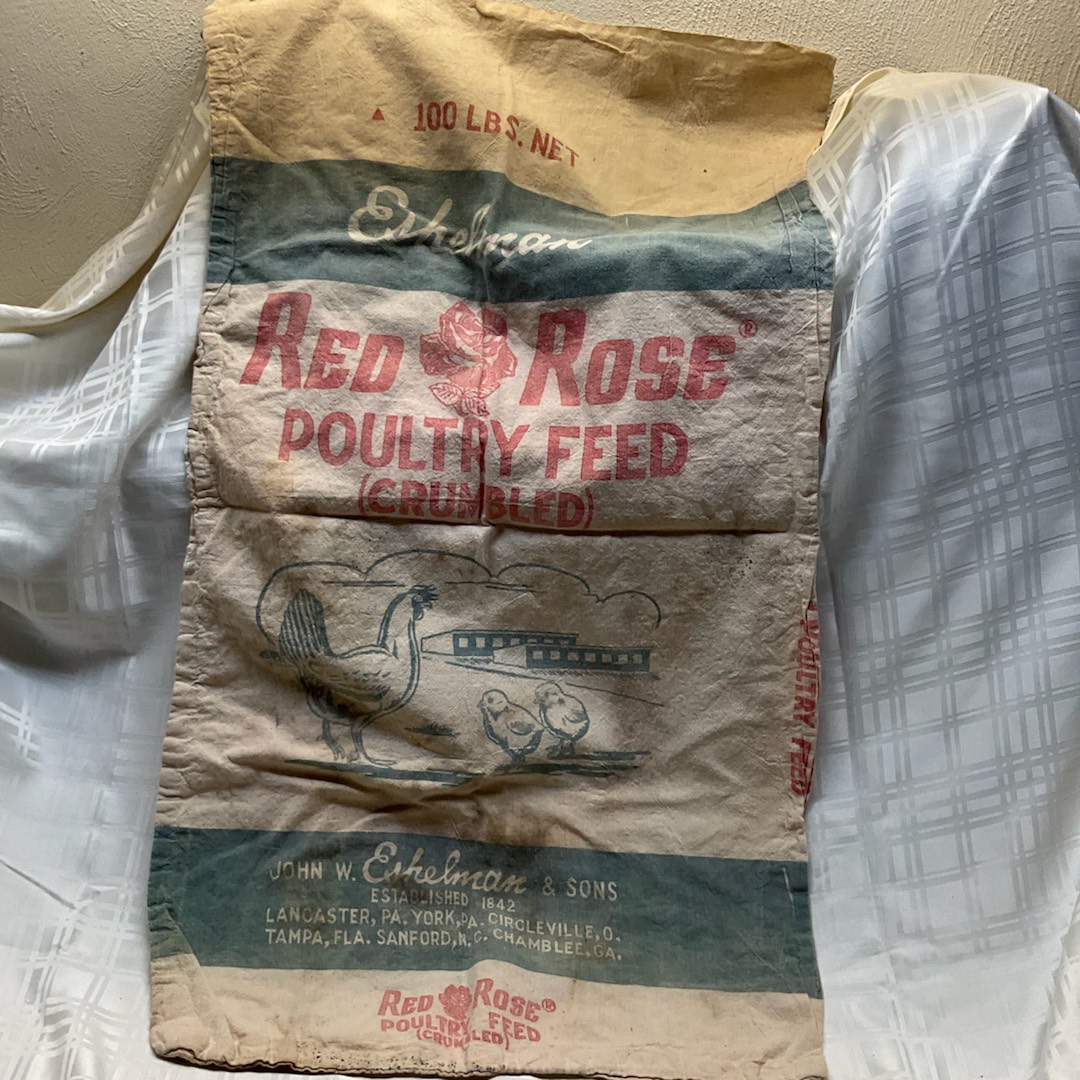 ▲ 100 LBS. NET
Eshelman
RED ROSE®
POULTRY FEED
(CRUMBLED)
POULTRY FEED
JOHN W. Eshelman & SONS
ESTABLISHED 1842
LANCASTER, PA. YORK, PA. CIRCLEVILLE, O.
TAMPA, FLA. SANFORD, N.C. CHAMBLEE, GA.
RED ROSE®
POULTRY FEED
(CRUMBLED)